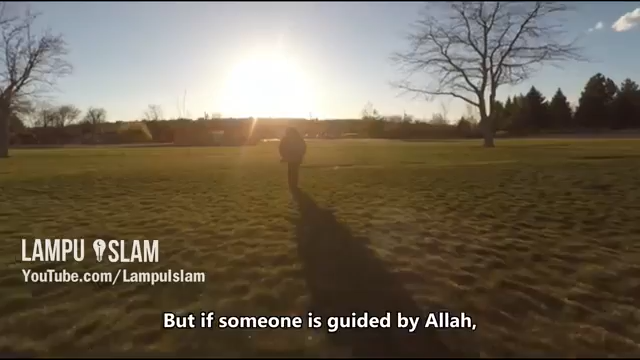 LAMPU ISLAM
YouTube.com/LampuIslam
But if someone is guided by Allah,